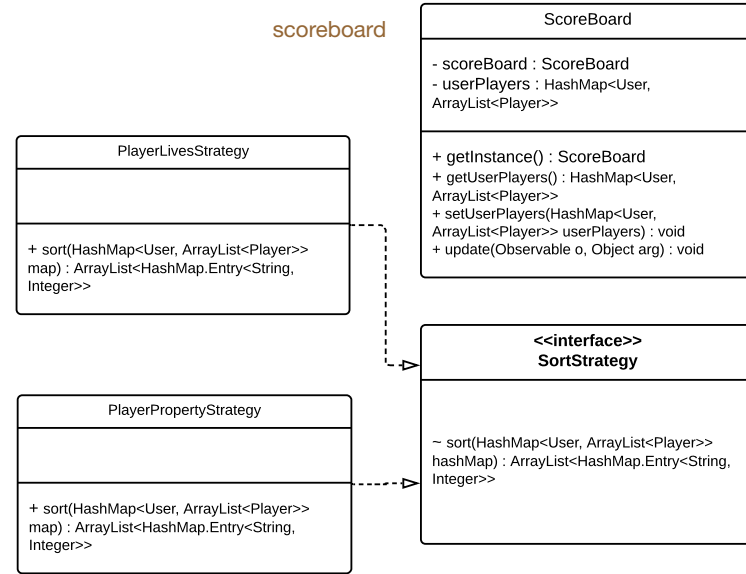 scoreboard
ScoreBoard
- scoreBoard : ScoreBoard
- userPlayers : HashMap<User,
ArrayList<Player>>
+ getInstance() : ScoreBoard
+ getUserPlayers() : HashMap<User,
ArrayList<Player>>
+ setUserPlayers(HashMap<User,
ArrayList<Player>> userPlayers) : void
+ update(Observable o, Object arg) : void
PlayerLivesStrategy
+ sort(HashMap<User, ArrayList<Player>>
map) : ArrayList<HashMap.Entry<String,
Integer>>
<<interface>>
SortStrategy
~ sort(HashMap<User, ArrayList<Player>>
hashMap) : ArrayList<HashMap.Entry<String,
Integer>>
PlayerPropertyStrategy
+ sort(HashMap<User, ArrayList<Player>>
map) : ArrayList<HashMap.Entry<String,
Integer>>